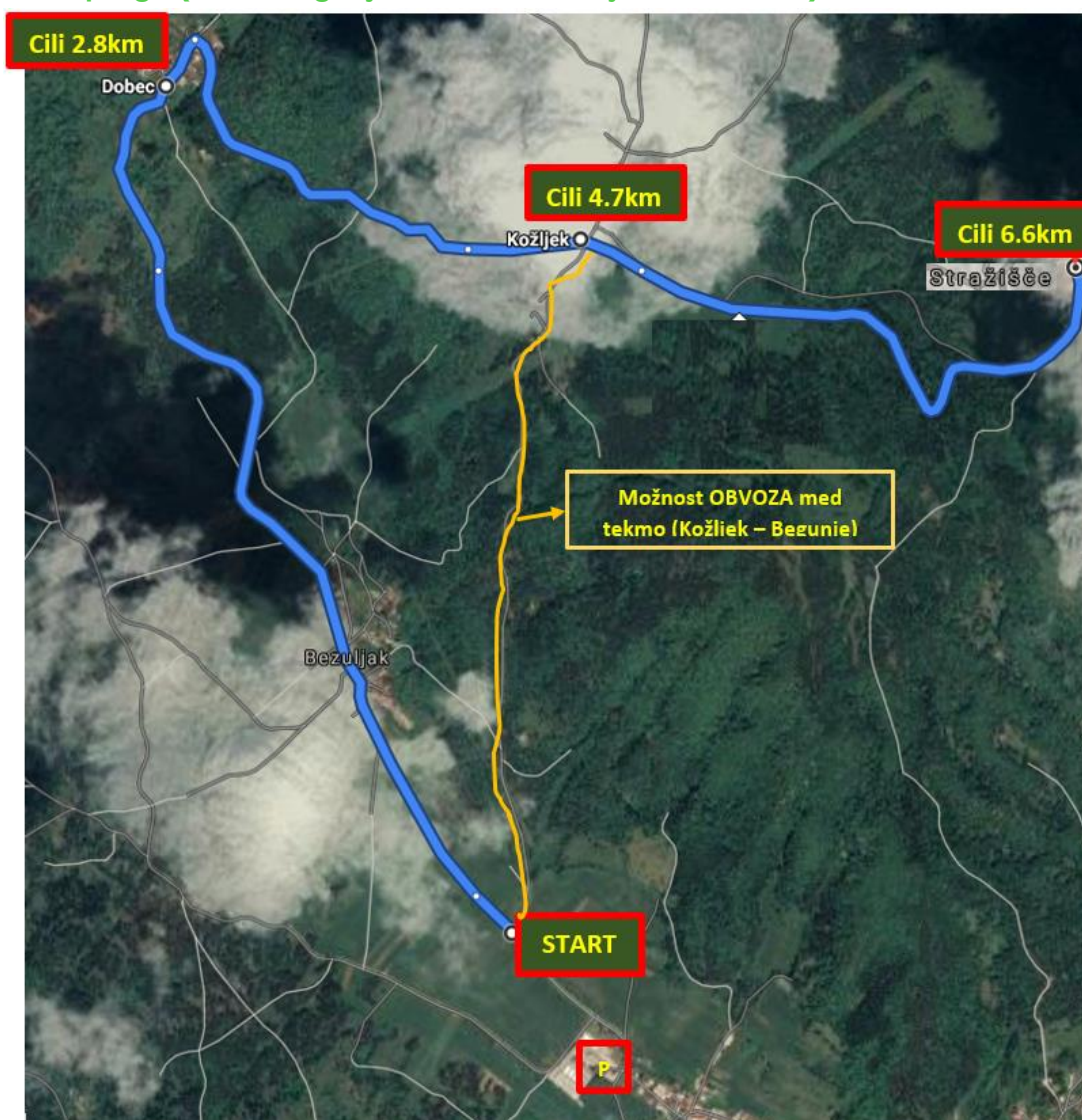 Cili 2.8km
Dobec
Cili 4.7km
Kožljek
Cili 6.6km
Stražišče
Možnost OBVOZA med
tekmo (Kožljek – Begunje)
Bezuljak
START
P